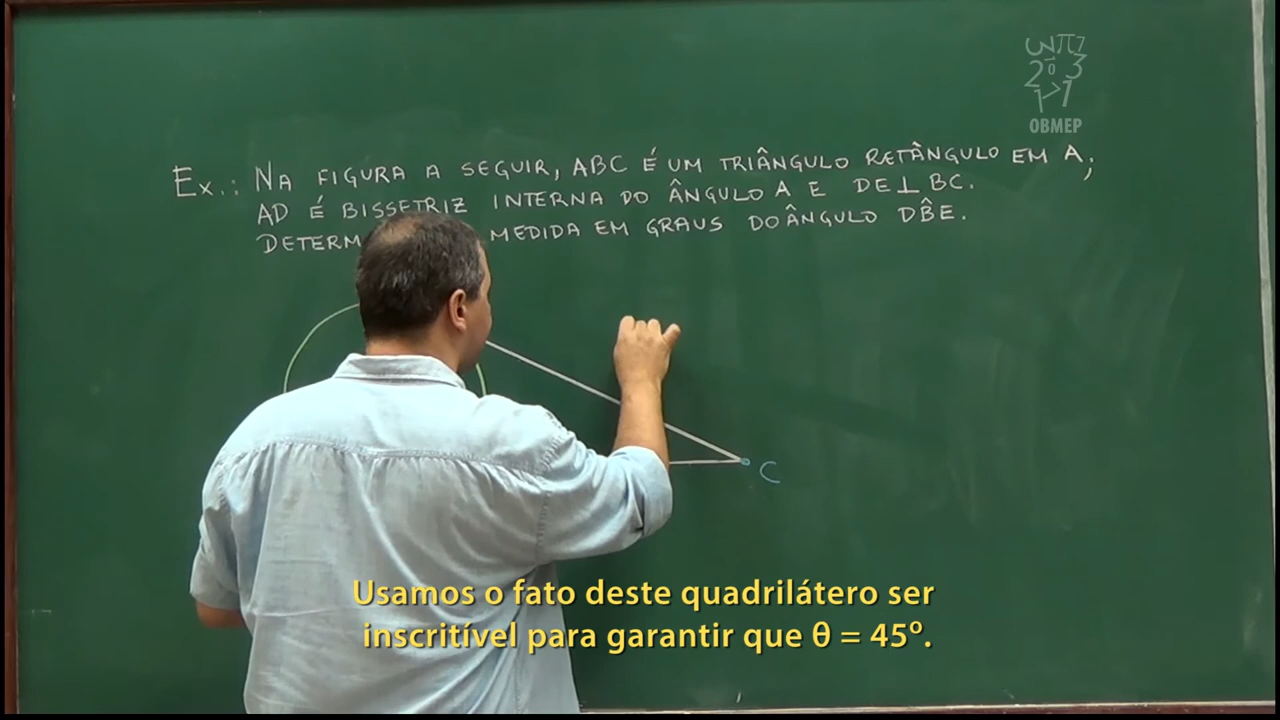 OBMEP
Ex.: NA FIGURA A SEGUIR, ABC É UM TRIÂNGULO RETÂNGULO EM A;
AD É BISSETRIZ INTERNA DO ÂNGULO A E DE⊥BC.
DETERM MEDIDA EM GRAUS DO ÂNGULO DB̂E.
C
Usamos o fato deste quadrilátero ser
inscritível para garantir que θ = 45º.